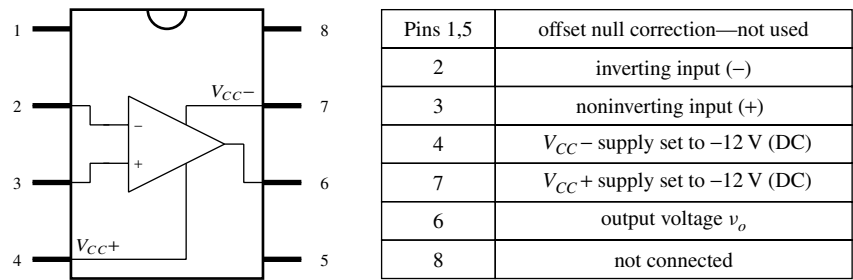 1
8
2
V_CC−
7
−
+
3
6
V_CC+
4
5
Pins 1,5 offset null correction—not used
2 inverting input (−)
3 noninverting input (+)
4 V_CC− supply set to −12 V (DC)
7 V_CC+ supply set to −12 V (DC)
6 output voltage v_o
8 not connected